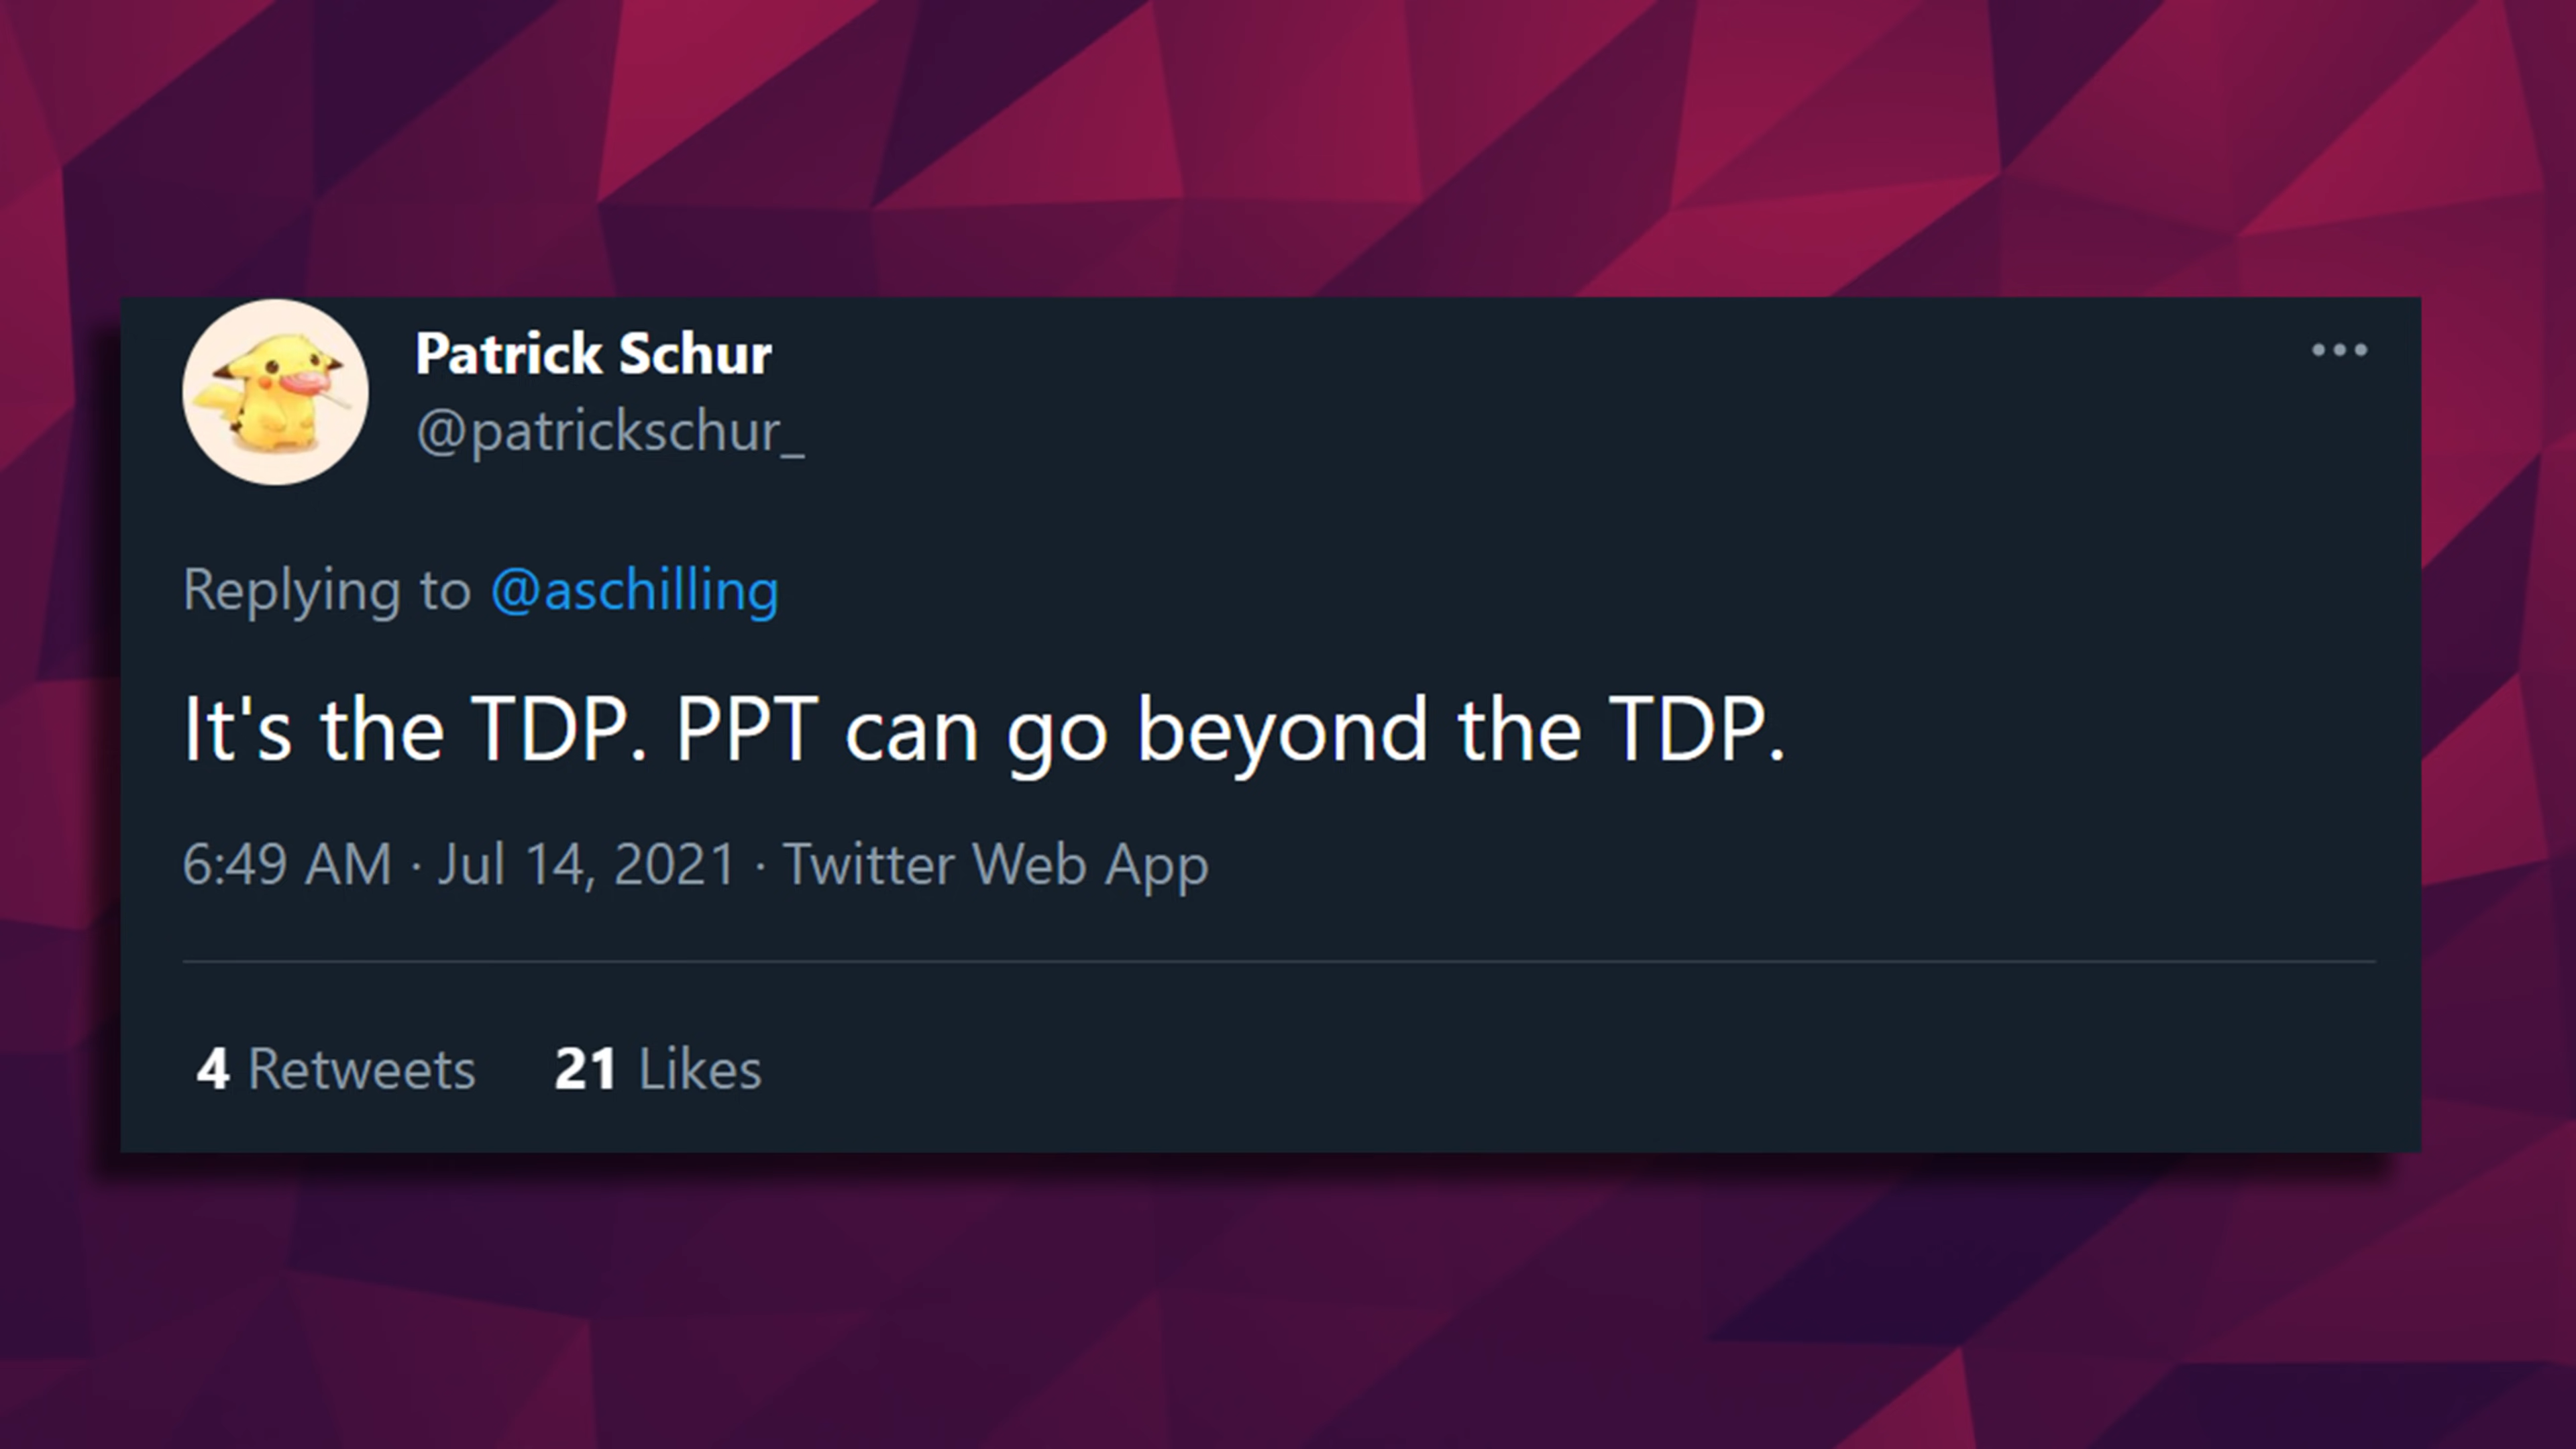 Patrick Schur
@patrickschur_
Replying to @aschilling
It's the TDP. PPT can go beyond the TDP.
6:49 AM · Jul 14, 2021 · Twitter Web App
4 Retweets 21 Likes